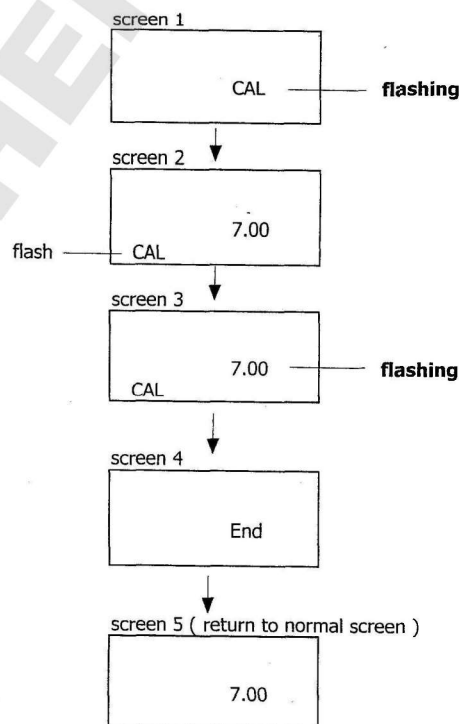 screen 1
CAL
flashing
screen 2
7.00
flash
CAL
screen 3
7.00
flashing
CAL
screen 4
End
screen 5 ( return to normal screen )
7.00